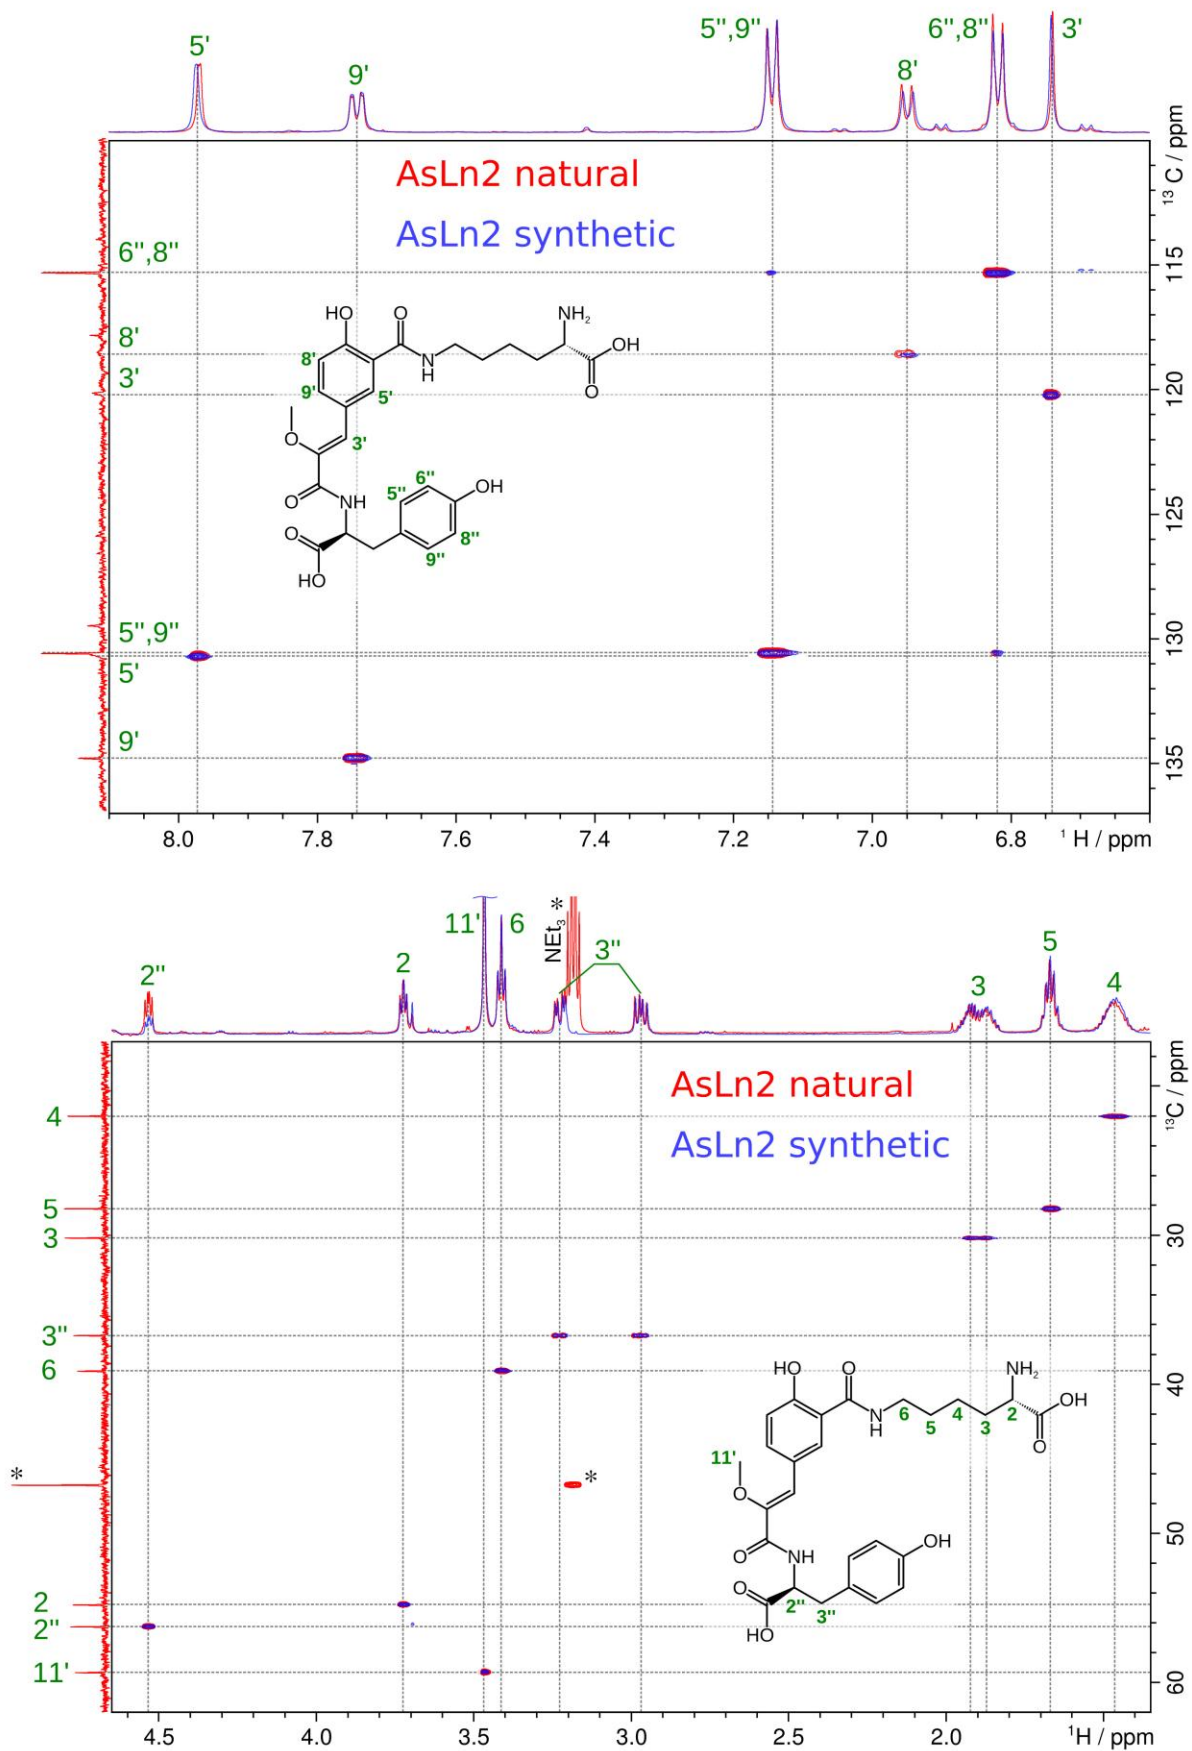 5'
9'
5'',9''
8'
6'',8''
3'
AsLn2 natural
AsLn2 synthetic
6'',8''
8'
3'
5'',9''
5'
9'
¹³C / ppm
115
120
125
130
135
HO
O
NH₂
OH
O
N
H
8'
9'
5'
O
3'
O
NH
5''
6''
OH
8''
9''
O
HO
8.0
7.8
7.6
7.4
7.2
7.0
6.8
¹H / ppm
2''
2
11'
6
NEt₃ *
3''
3
5
4
AsLn2 natural
AsLn2 synthetic
4
5
3
3''
6
*
2
2''
11'
*
¹³C / ppm
30
40
50
60
HO
O
NH₂
OH
O
N
H
6
5
4
3
2
11'
O
O
NH
OH
O
HO
2''
3''
4.5
4.0
3.5
3.0
2.5
2.0
¹H / ppm